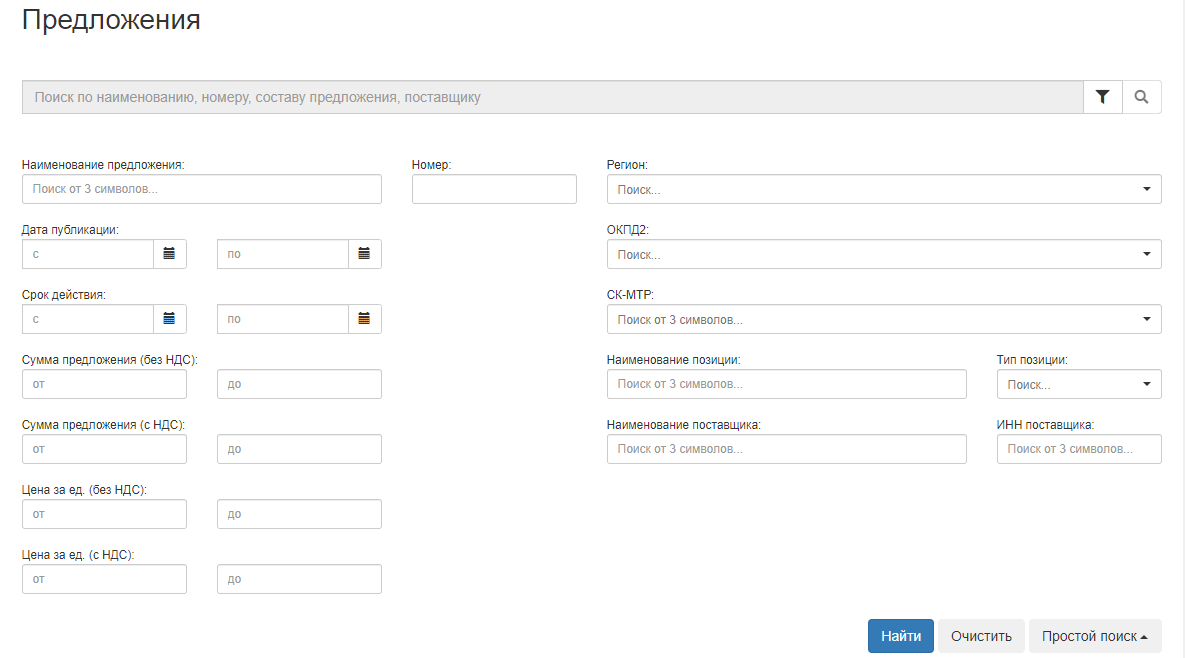 Предложения
Поиск по наименованию, номеру, составу предложения, поставщику
Наименование предложения: Номер: Регион:
Поиск от 3 символов... Поиск...
Дата публикации: ОКПД2:
с по Поиск...
Срок действия: СК-МТР:
с по Поиск от 3 символов...
Сумма предложения (без НДС): Наименование позиции: Тип позиции:
от до Поиск от 3 символов... Поиск...
Сумма предложения (с НДС): Наименование поставщика: ИНН поставщика:
от до Поиск от 3 символов... Поиск от 3 символов...
Цена за ед. (без НДС):
от до
Цена за ед. (с НДС):
от до
Найти Очистить Простой поиск